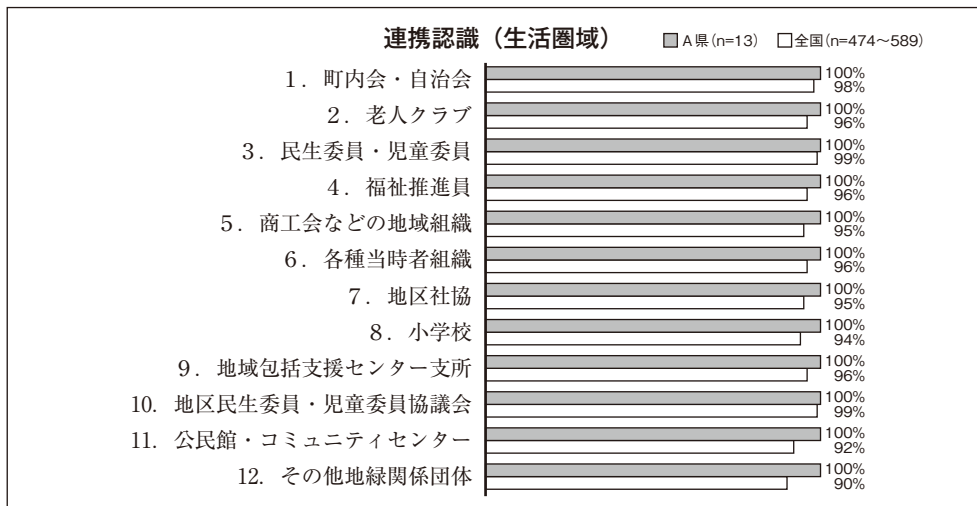 連携認識(生活圏域) A県(n=13) 全国(n=474～589)
1. 町内会・自治会 100%
98%
2. 老人クラブ 100%
96%
3. 民生委員・児童委員 100%
99%
4. 福祉推進員 100%
96%
5. 商工会などの地域組織 100%
95%
6. 各種当時者組織 100%
96%
7. 地区社協 100%
95%
8. 小学校 100%
94%
9. 地域包括支援センター支所 100%
96%
10. 地区民生委員・児童委員協議会 100%
99%
11. 公民館・コミュニティセンター 100%
92%
12. その他地緑関係団体 100%
90%